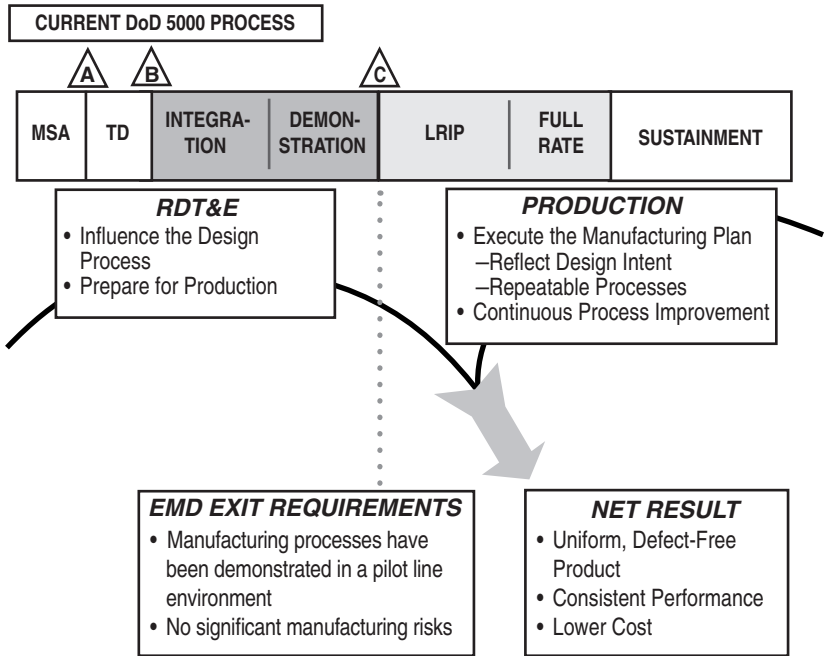 CURRENT DoD 5000 PROCESS
A
B
C
MSA
TD
INTEGRA-
TION
DEMON-
STRATION
LRIP
FULL
RATE
SUSTAINMENT
RDT&E
• Influence the Design
Process
• Prepare for Production
PRODUCTION
• Execute the Manufacturing Plan
–Reflect Design Intent
–Repeatable Processes
• Continuous Process Improvement
EMD EXIT REQUIREMENTS
• Manufacturing processes have
been demonstrated in a pilot line
environment
• No significant manufacturing risks
NET RESULT
• Uniform, Defect-Free
Product
• Consistent Performance
• Lower Cost